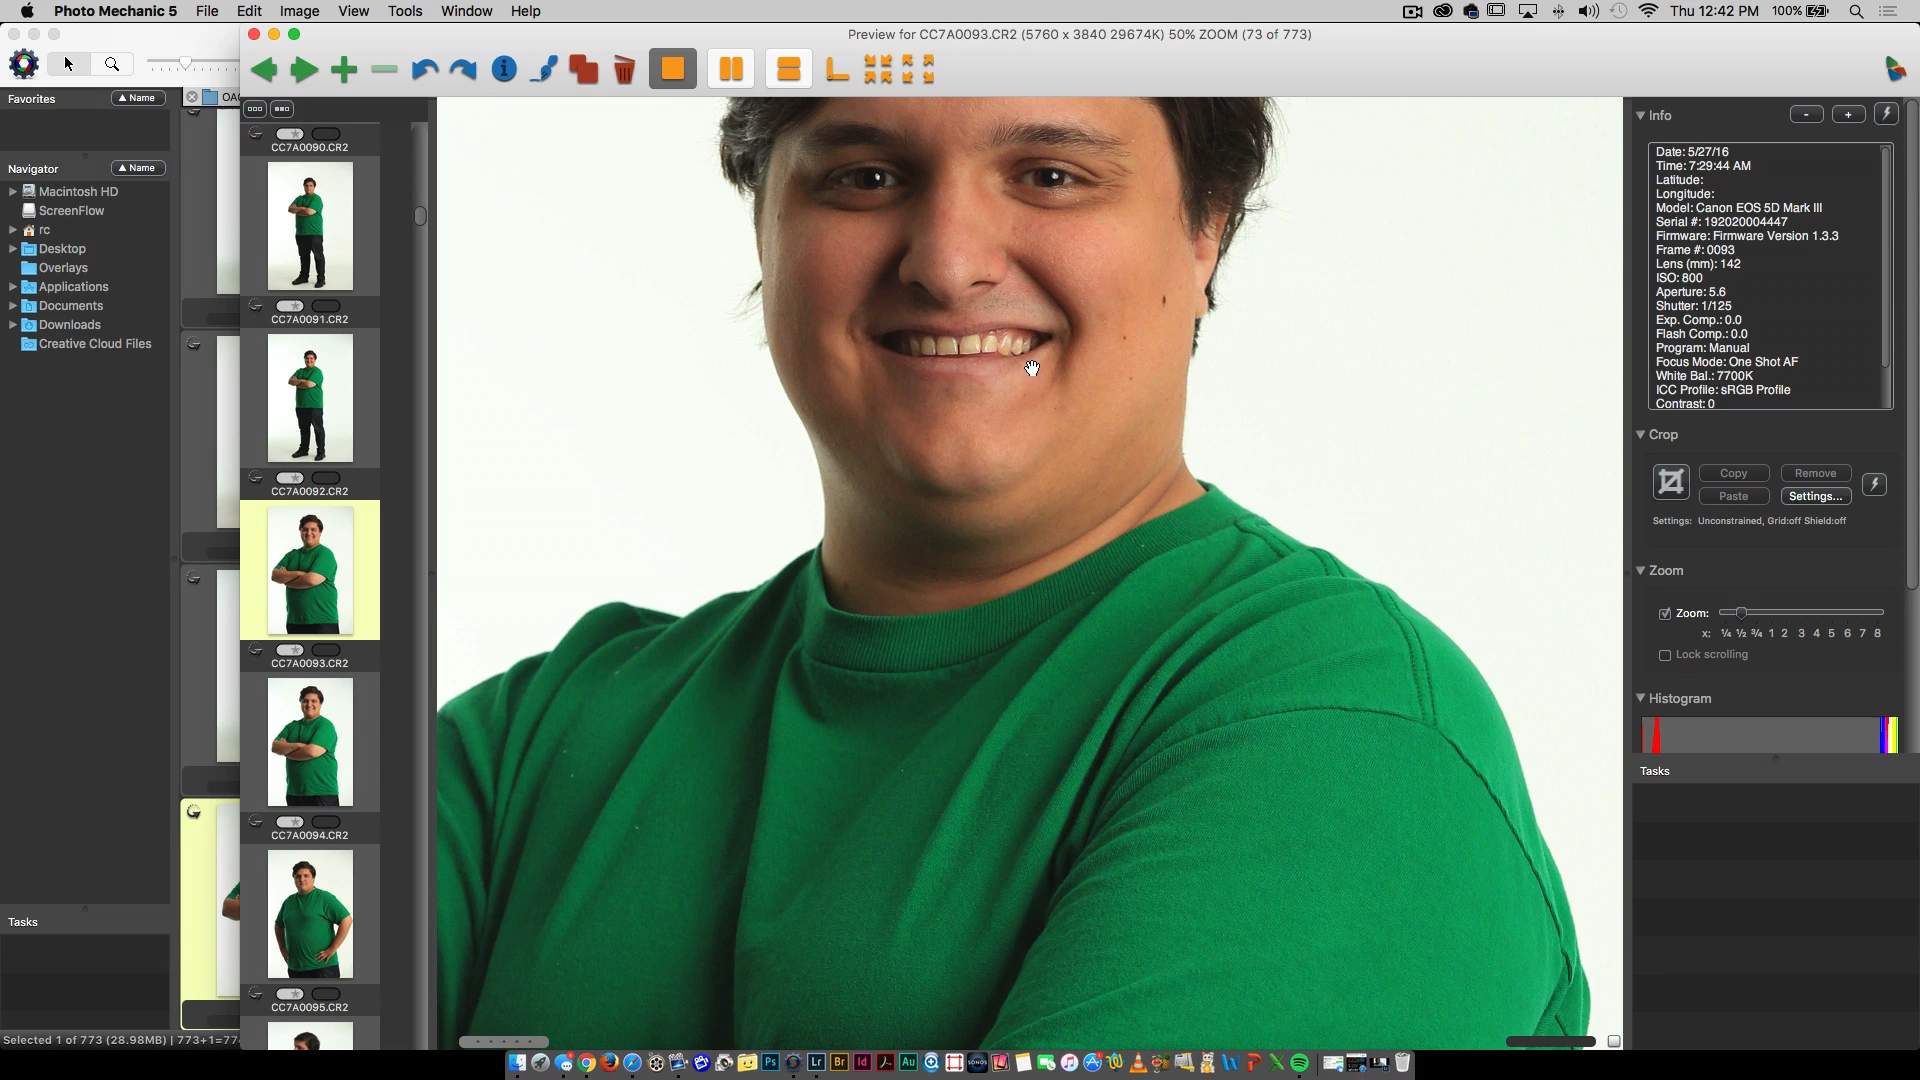 Photo Mechanic 5 File Edit Image View Tools Window Help
Thu 12:42 PM 100%
Preview for CC7A0093.CR2 (5760 x 3840 29674K) 50% ZOOM (73 of 773)
Favorites
Name
Navigator
Name
Macintosh HD
ScreenFlow
rc
Desktop
Overlays
Applications
Documents
Downloads
Creative Cloud Files
Tasks
Selected 1 of 773 (28.98MB) | 773+1=77
CC7A0090.CR2
CC7A0091.CR2
CC7A0092.CR2
CC7A0093.CR2
CC7A0094.CR2
CC7A0095.CR2
Info
- +
Date: 5/27/16
Time: 7:29:44 AM
Latitude:
Longitude:
Model: Canon EOS 5D Mark III
Serial #: 192020004447
Firmware: Firmware Version 1.3.3
Frame #: 0093
Lens (mm): 142
ISO: 800
Aperture: 5.6
Shutter: 1/125
Exp. Comp.: 0.0
Flash Comp.: 0.0
Program: Manual
Focus Mode: One Shot AF
White Bal.: 7700K
ICC Profile: sRGB Profile
Contrast: 0
Crop
Copy Remove
Paste Settings...
Settings: Unconstrained, Grid:off Shield:off
Zoom
Zoom:
x: ¼ ½ ¾ 1 2 3 4 5 6 7 8
Lock scrolling
Histogram
Tasks
Ps Lr Br Id Au SONOS